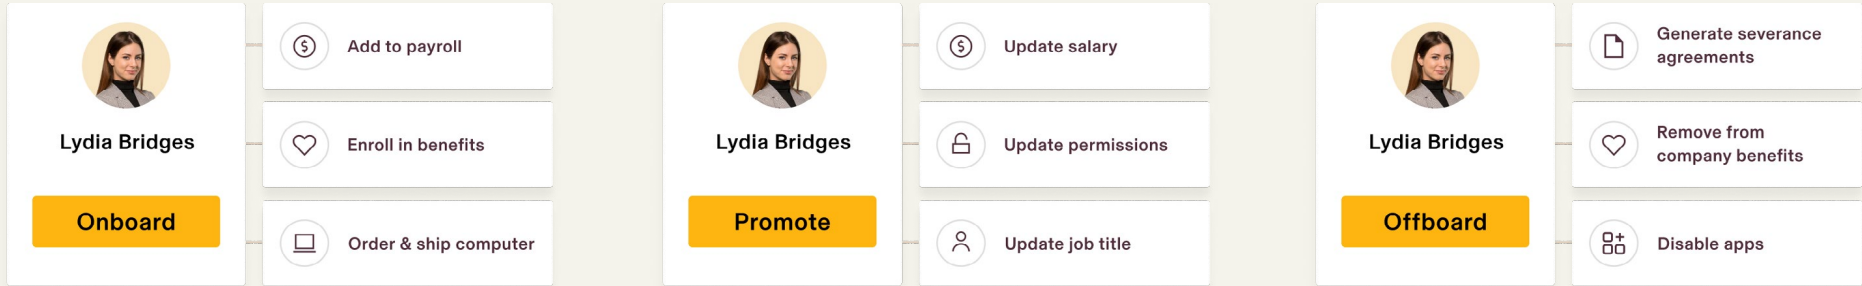 Lydia Bridges
Onboard
Add to payroll
Enroll in benefits
Order & ship computer
Lydia Bridges
Promote
Update salary
Update permissions
Update job title
Lydia Bridges
Offboard
Generate severance
agreements
Remove from
company benefits
Disable apps